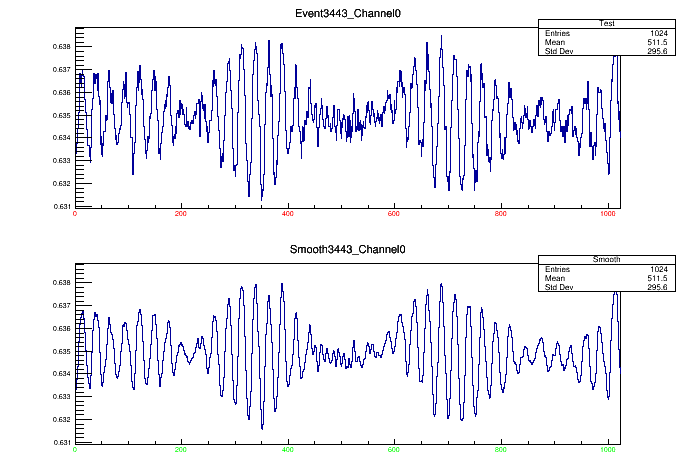 Event3443_Channel0
Test
Entries 1024
Mean 511.5
Std Dev 295.6
0.638
0.637
0.636
0.635
0.634
0.633
0.632
0.631
0 200 400 600 800 1000
Smooth3443_Channel0
Smooth
Entries 1024
Mean 511.5
Std Dev 295.6
0.638
0.637
0.636
0.635
0.634
0.633
0.632
0.631
0 200 400 600 800 1000